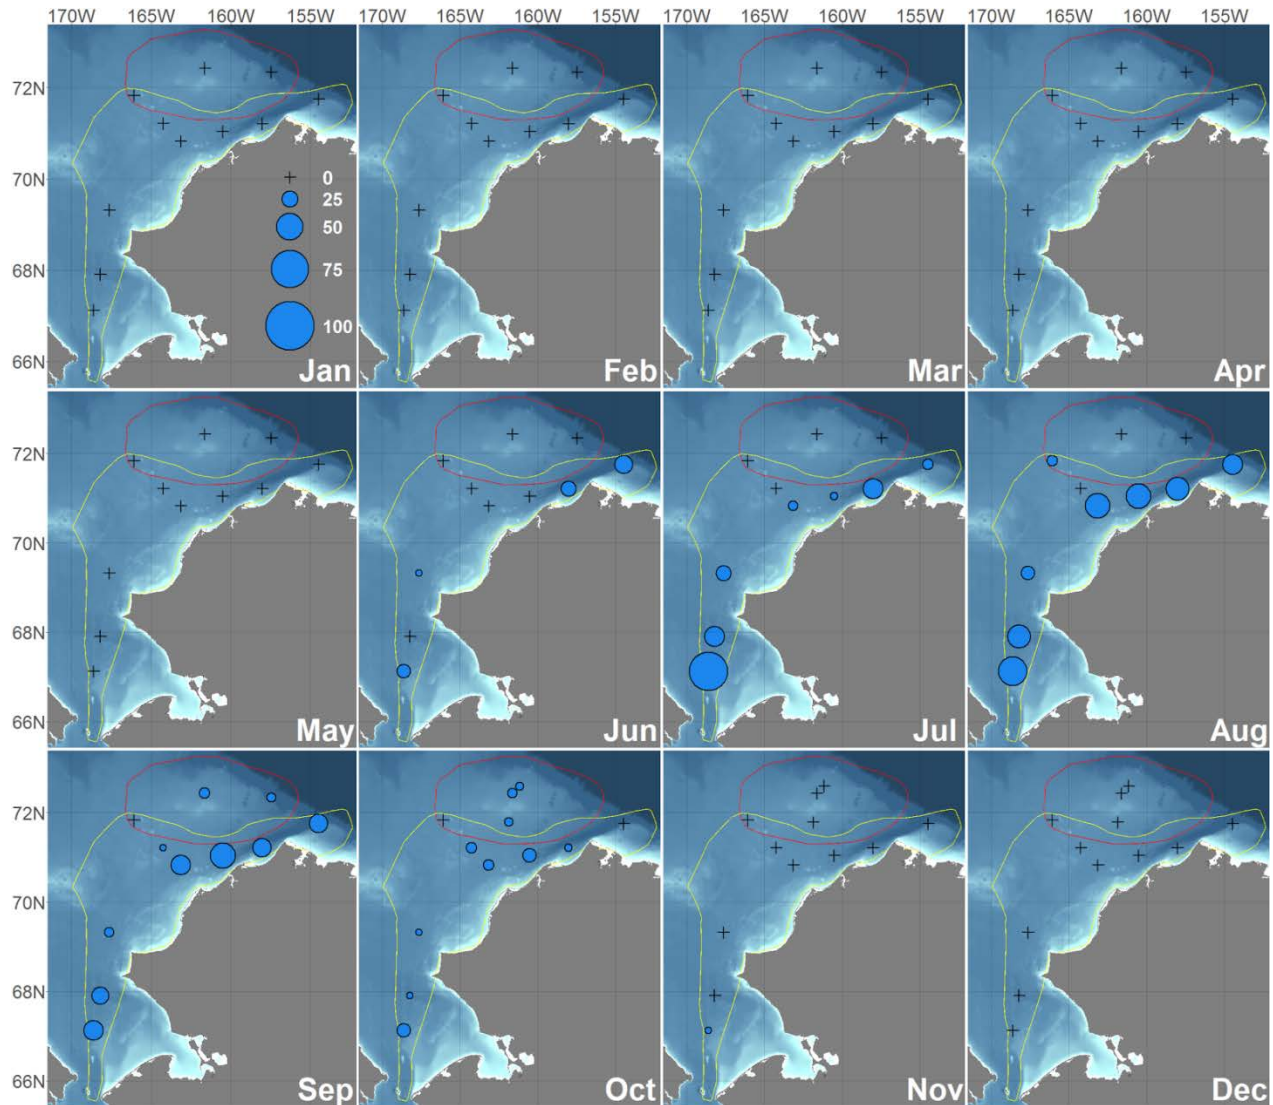 170W 165W 160W 155W 170W 165W 160W 155W 170W 165W 160W 155W 170W 165W 160W 155W
72N
70N
0
25
50
68N
75
100
66N
Jan Feb Mar Apr
72N
70N
68N
66N
May Jun Jul Aug
72N
70N
68N
66N
Sep Oct Nov Dec